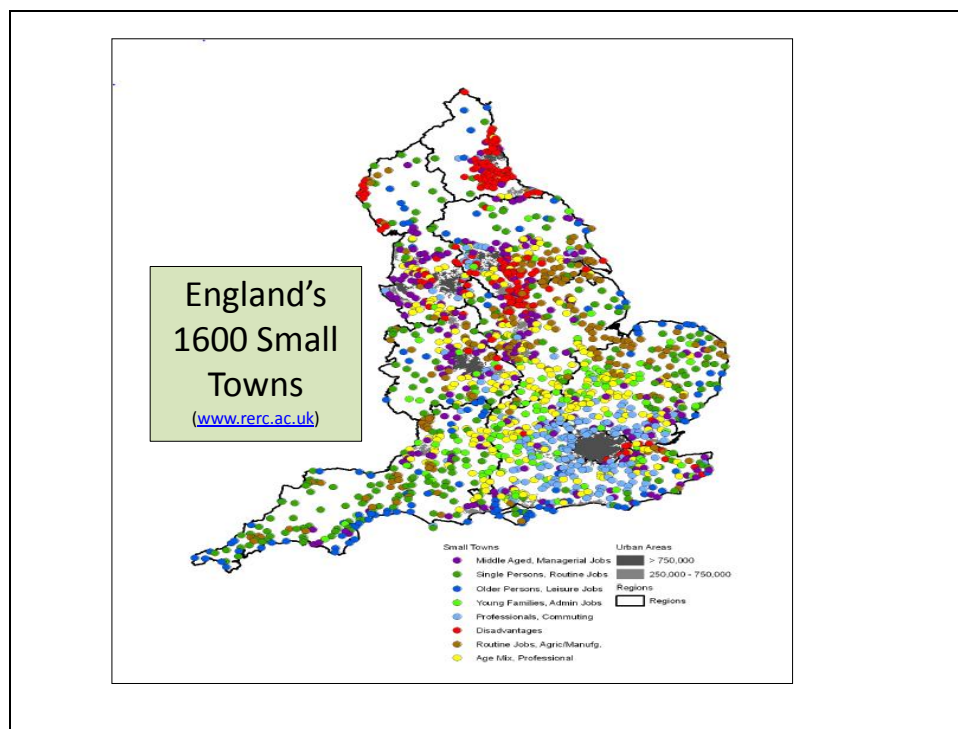 England's
1600 Small
Towns
(www.rerc.ac.uk)
Small Towns
Middle Aged, Managerial Jobs
Single Persons, Routine Jobs
Older Persons, Leisure Jobs
Young Families, Admin Jobs
Professionals, Commuting
Disadvantages
Routine Jobs, Agric/Manufg.
Age Mix, Professional
Urban Areas
> 750,000
250,000 - 750,000
Regions
Regions